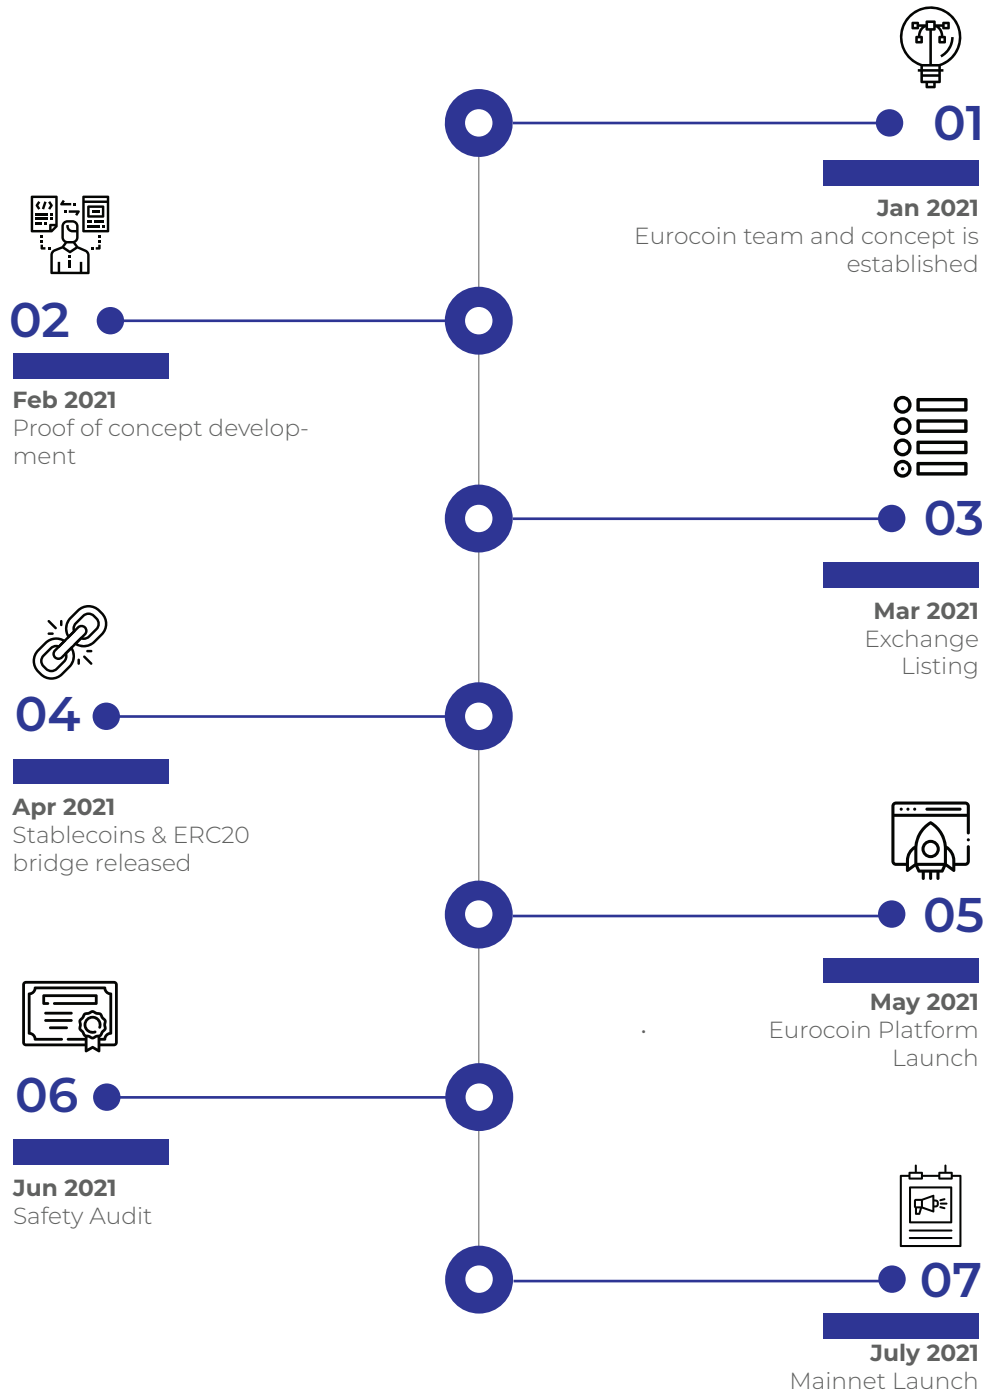 01
Jan 2021
Eurocoin team and concept is
established
02
Feb 2021
Proof of concept develop-
ment
03
Mar 2021
Exchange
Listing
04
Apr 2021
Stablecoins & ERC20
bridge released
05
May 2021
Eurocoin Platform
Launch
06
Jun 2021
Safety Audit
07
July 2021
Mainnet Launch